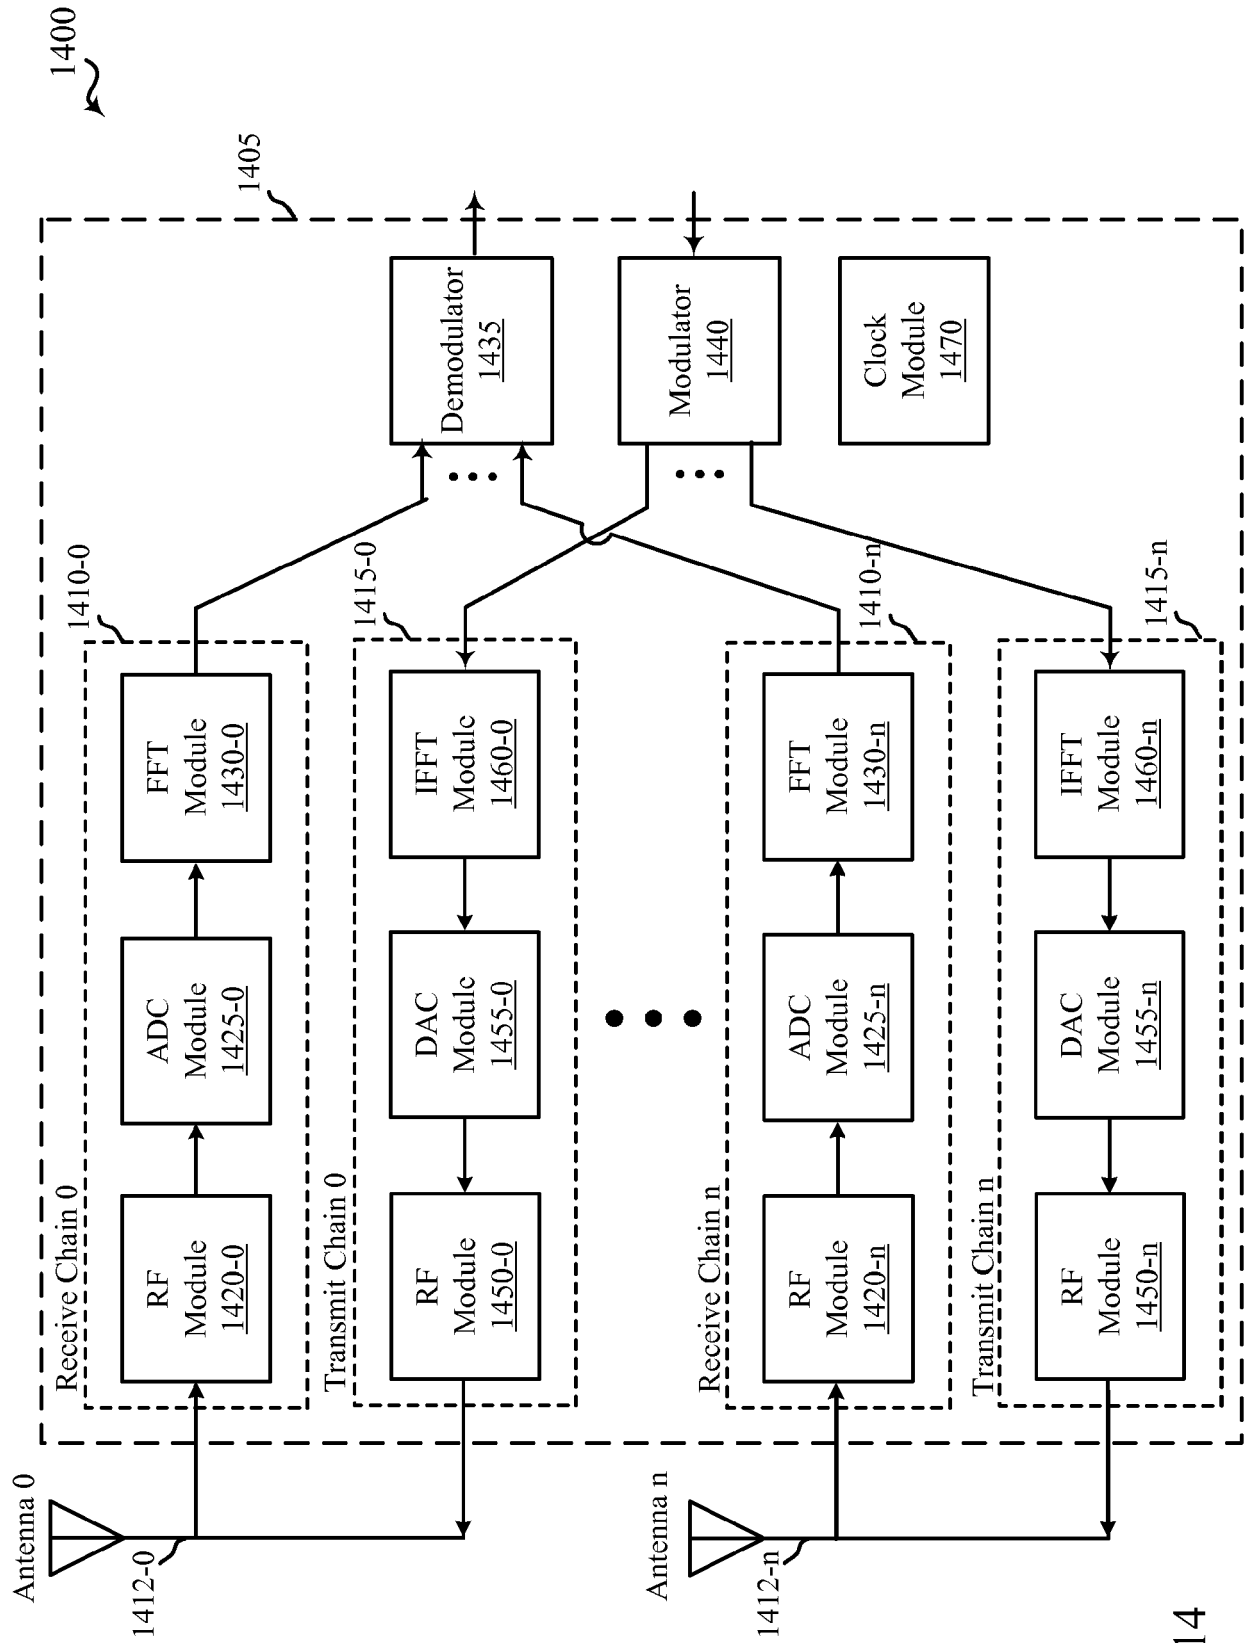 1400
1405
Antenna 0
1412-0
Receive Chain 0
1410-0
RF
Module
1420-0
ADC
Module
1425-0
FFT
Module
1430-0
Transmit Chain 0
1415-0
RF
Module
1450-0
DAC
Module
1455-0
IFFT
Module
1460-0
Demodulator
1435
Modulator
1440
Clock
Module
1470
Antenna n
1412-n
Receive Chain n
1410-n
RF
Module
1420-n
ADC
Module
1425-n
FFT
Module
1430-n
Transmit Chain n
1415-n
RF
Module
1450-n
DAC
Module
1455-n
IFFT
Module
1460-n
14